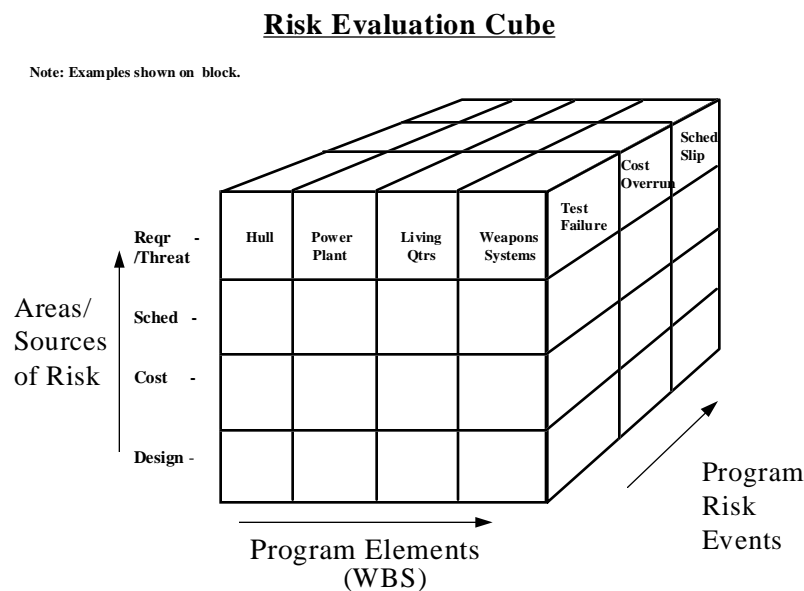 Risk Evaluation Cube
Note: Examples shown on block.
Sched
Slip
Cost
Overrun
Test
Failure
Reqr -
/Threat
Hull
Power
Plant
Living
Qtrs
Weapons
Systems
Areas/
Sources
of Risk
Sched -
Cost -
Design -
Program
Risk
Events
Program Elements
(WBS)